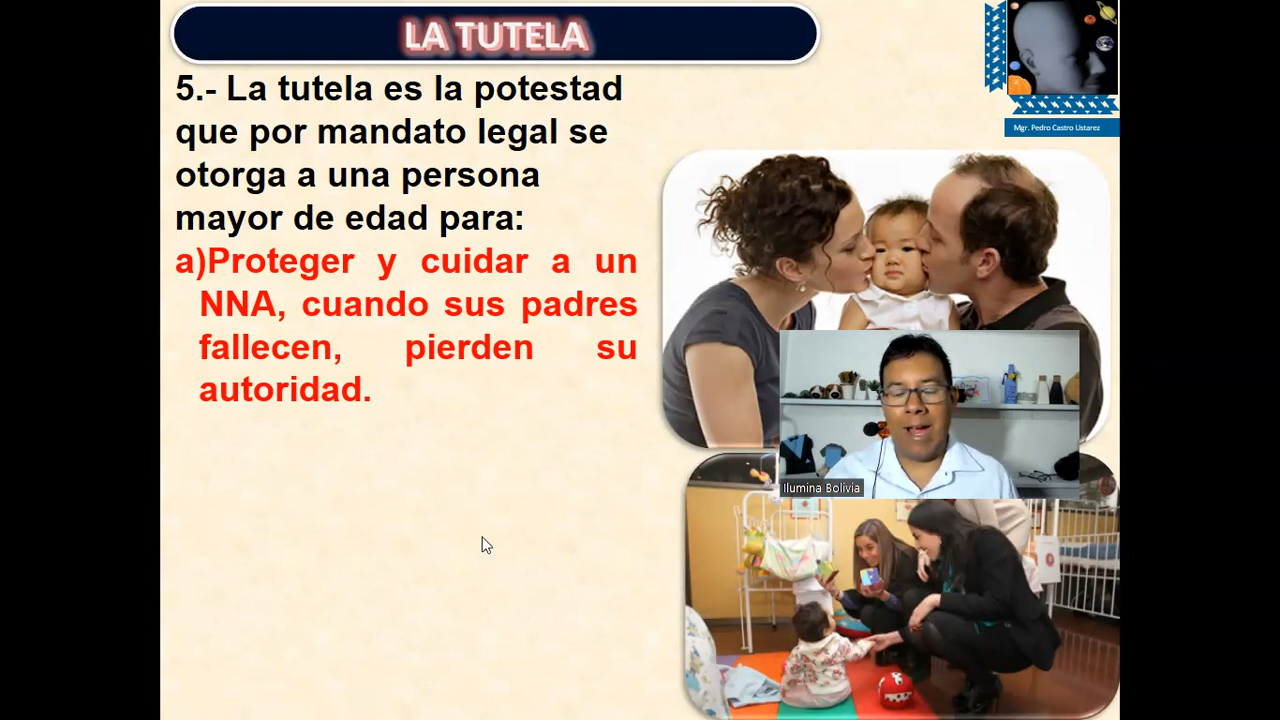 LA TUTELA
5.- La tutela es la potestad
que por mandato legal se
otorga a una persona
mayor de edad para:
a)Proteger y cuidar a un
NNA, cuando sus padres
fallecen, pierden su
autoridad.
Mgr. Pedro Castro Ustarez
Ilumina Bolivia